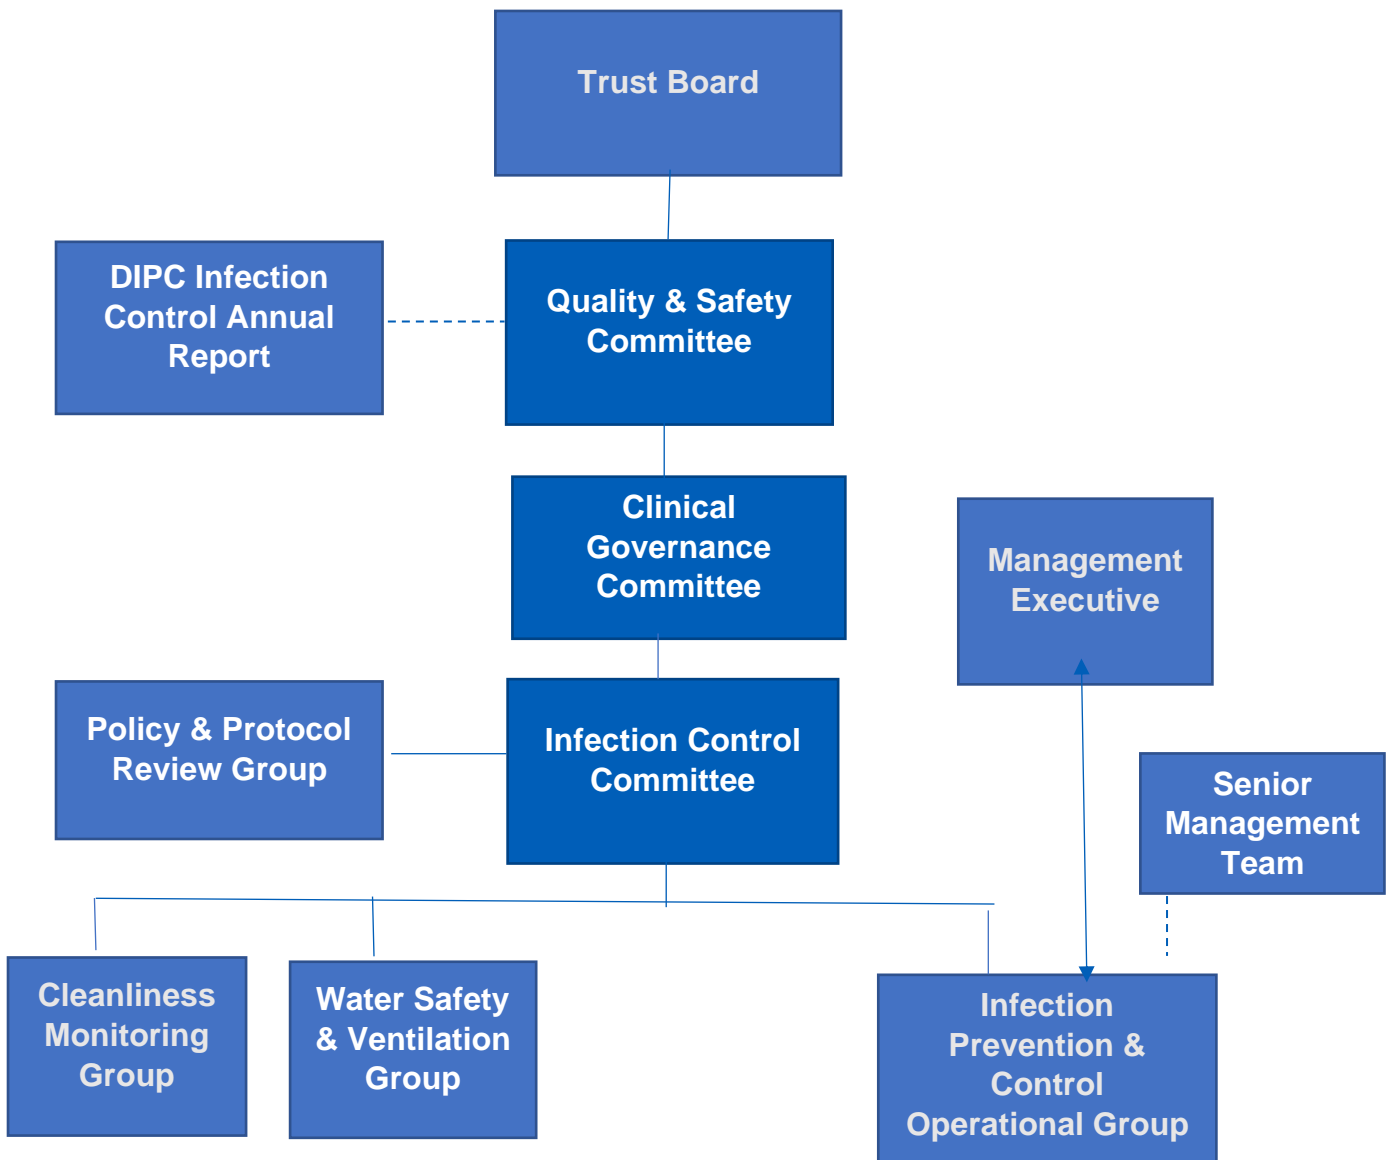 Trust Board
DIPC Infection
Control Annual
Report
Quality & Safety
Committee
Clinical
Governance
Committee
Management
Executive
Policy & Protocol
Review Group
Infection Control
Committee
Senior
Management
Team
Cleanliness
Monitoring
Group
Water Safety
& Ventilation
Group
Infection
Prevention &
Control
Operational Group